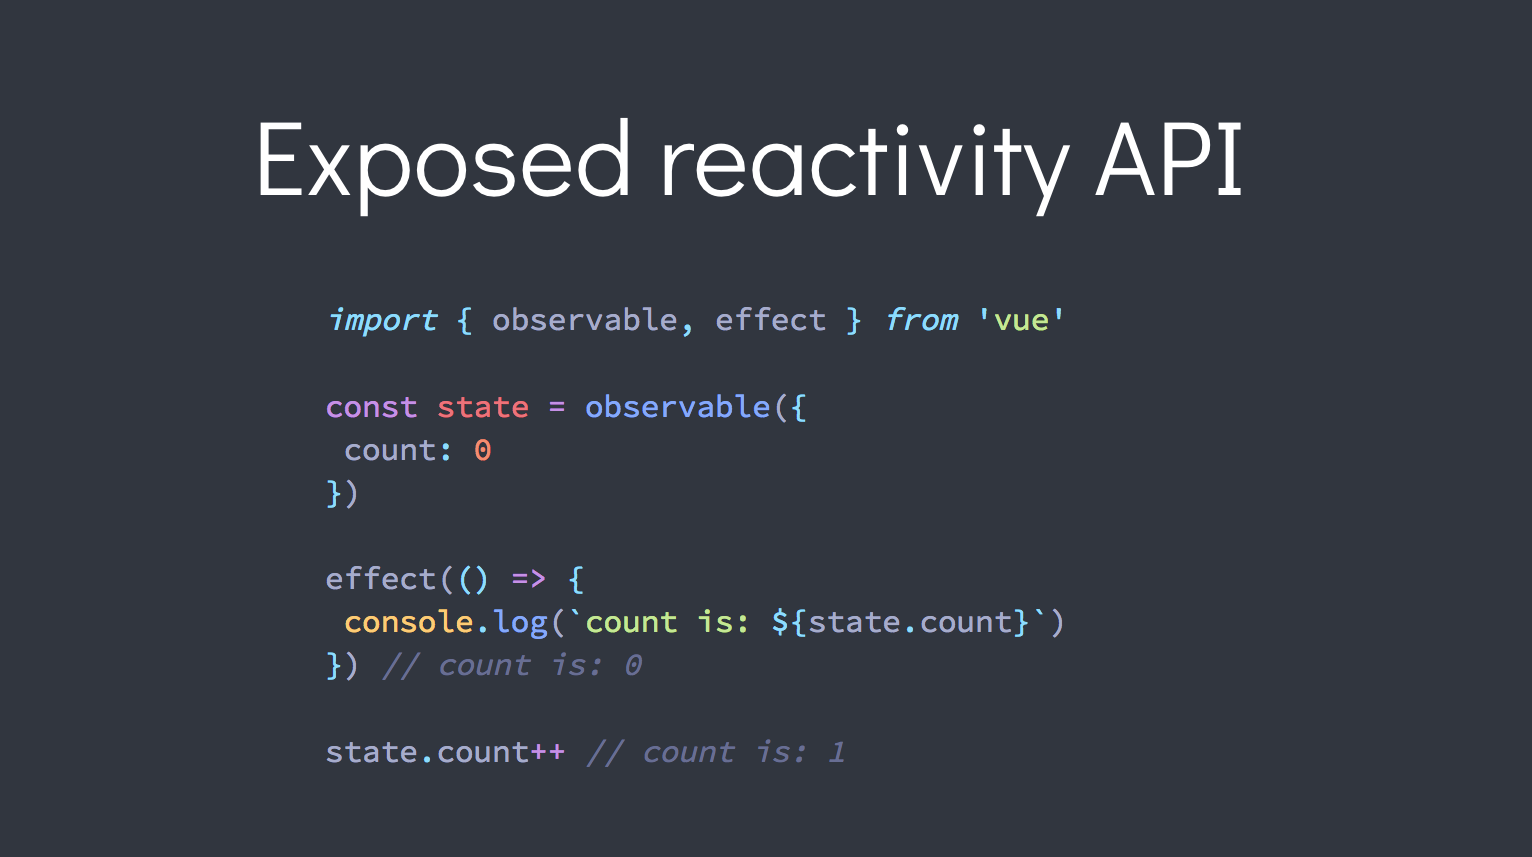 Exposed reactivity API
import { observable, effect } from 'vue'
const state = observable({
 count: 0
})
effect(() => {
 console.log(`count is: ${state.count}`)
}) // count is: 0
state.count++ // count is: 1